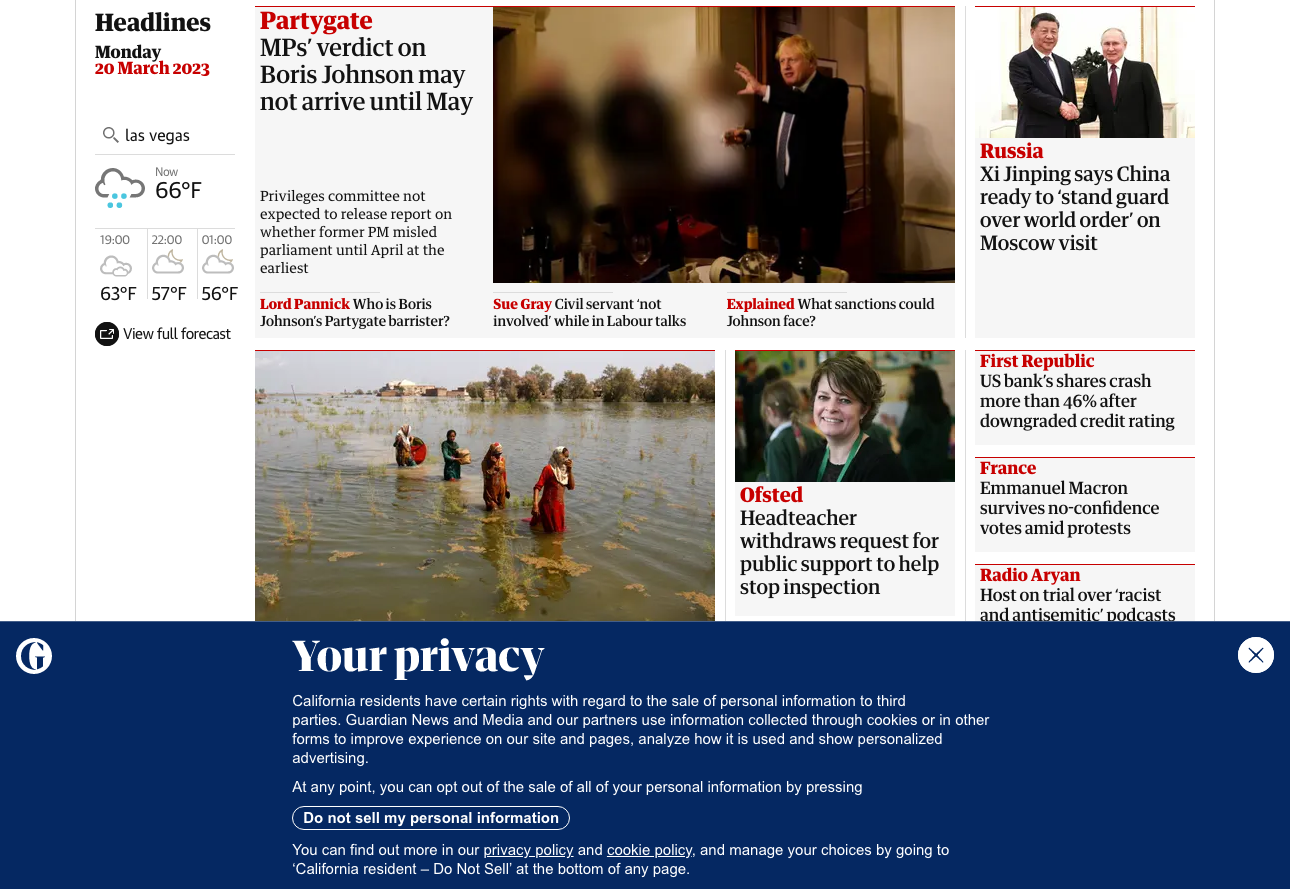 Headlines
Monday
20 March 2023
las vegas
Now
66°F
19:00
22:00
01:00
63°F
57°F
56°F
View full forecast
Partygate
MPs’ verdict on
Boris Johnson may
not arrive until May
Privileges committee not
expected to release report on
whether former PM misled
parliament until April at the
earliest
Lord Pannick Who is Boris
Johnson’s Partygate barrister?
Sue Gray Civil servant ‘not
involved’ while in Labour talks
Explained What sanctions could
Johnson face?
Russia
Xi Jinping says China
ready to ‘stand guard
over world order’ on
Moscow visit
Ofsted
Headteacher
withdraws request for
public support to help
stop inspection
First Republic
US bank’s shares crash
more than 46% after
downgraded credit rating
France
Emmanuel Macron
survives no-confidence
votes amid protests
Radio Aryan
Host on trial over ‘racist
and antisemitic’ podcasts
Your privacy
California residents have certain rights with regard to the sale of personal information to third
parties. Guardian News and Media and our partners use information collected through cookies or in other
forms to improve experience on our site and pages, analyze how it is used and show personalized
advertising.
At any point, you can opt out of the sale of all of your personal information by pressing
Do not sell my personal information
You can find out more in our privacy policy and cookie policy, and manage your choices by going to
‘California resident – Do Not Sell’ at the bottom of any page.